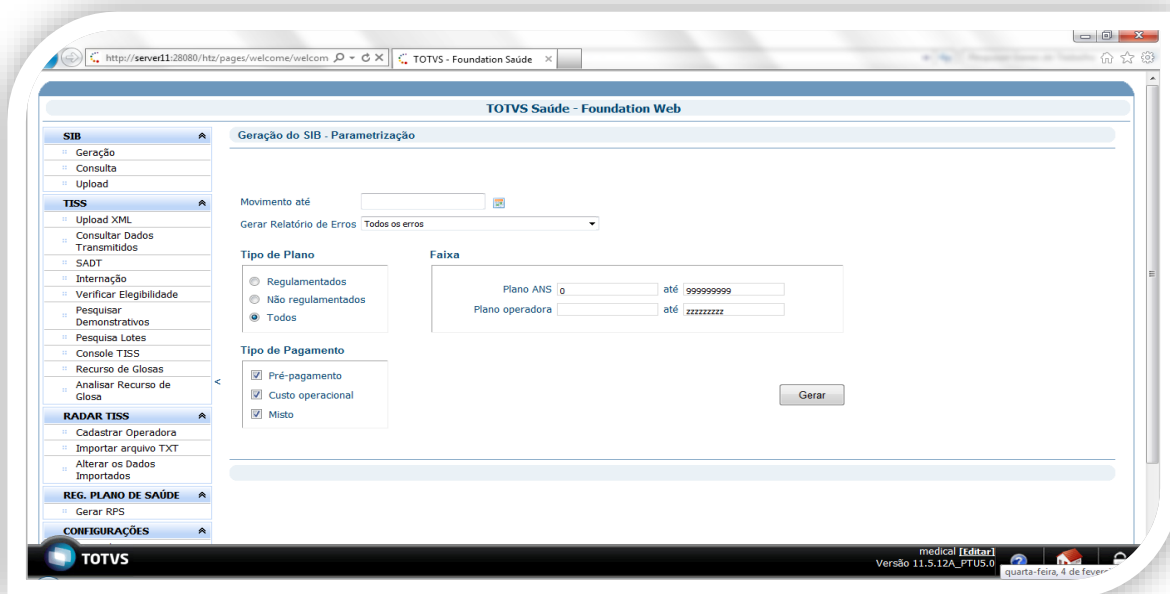 http://server11:28080/htz/pages/welcome/welcom
TOTVS - Foundation Saúde
TOTVS Saúde - Foundation Web
SIB
Geração
Consulta
Upload
TISS
Upload XML
Consultar Dados
Transmitidos
SADT
Internação
Verificar Elegibilidade
Pesquisar
Demonstrativos
Pesquisa Lotes
Console TISS
Recurso de Glosas
Analisar Recurso de
Glosa
RADAR TISS
Cadastrar Operadora
Importar arquivo TXT
Alterar os Dados
Importados
REG. PLANO DE SAÚDE
Gerar RPS
CONFIGURAÇÕES
<
Geração do SIB - Parametrização
Movimento até
Gerar Relatório de Erros Todos os erros
Tipo de Plano
Regulamentados
Não regulamentados
Todos
Faixa
Plano ANS 0 até 999999999
Plano operadora até zzzzzzzzz
Tipo de Pagamento
Pré-pagamento
Custo operacional
Misto
Gerar
TOTVS
medical [Editar]
Versão 11.5.12A_PTU5.0
quarta-feira, 4 de